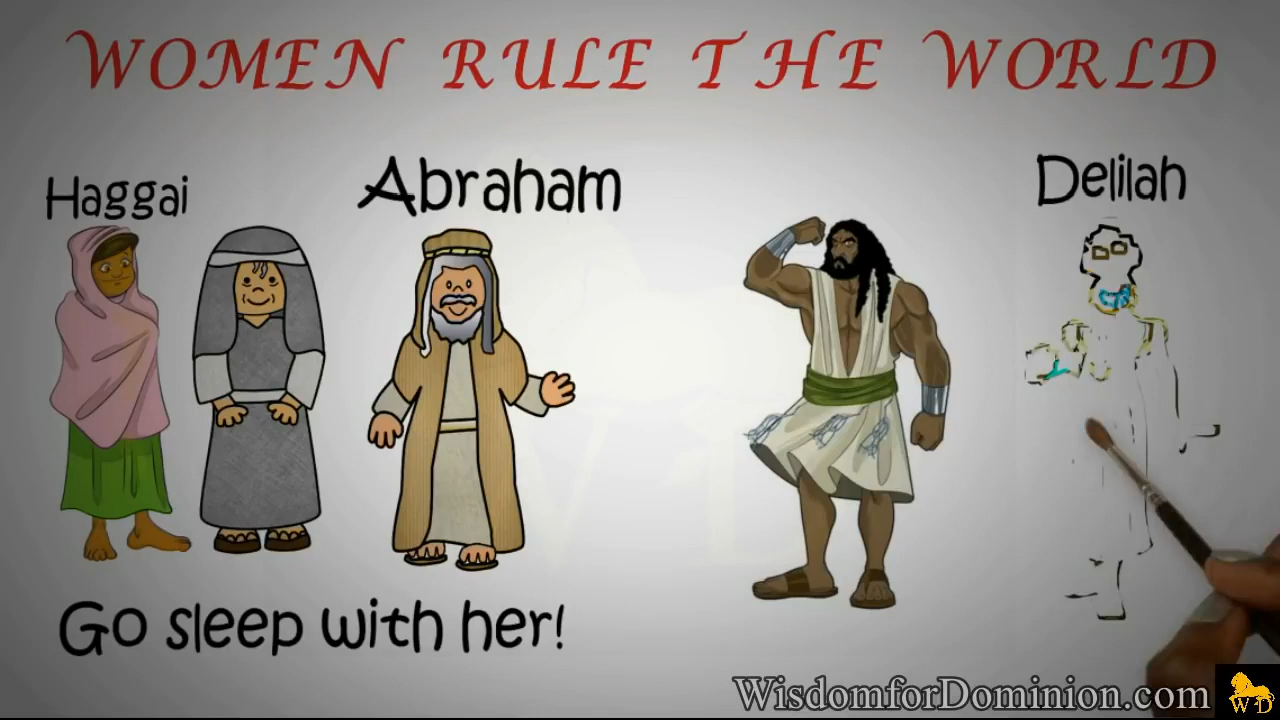 WOMEN RULE THE WORLD
Haggai
Abraham
Delilah
Go sleep with her!
WisdomforDominion.com
WD